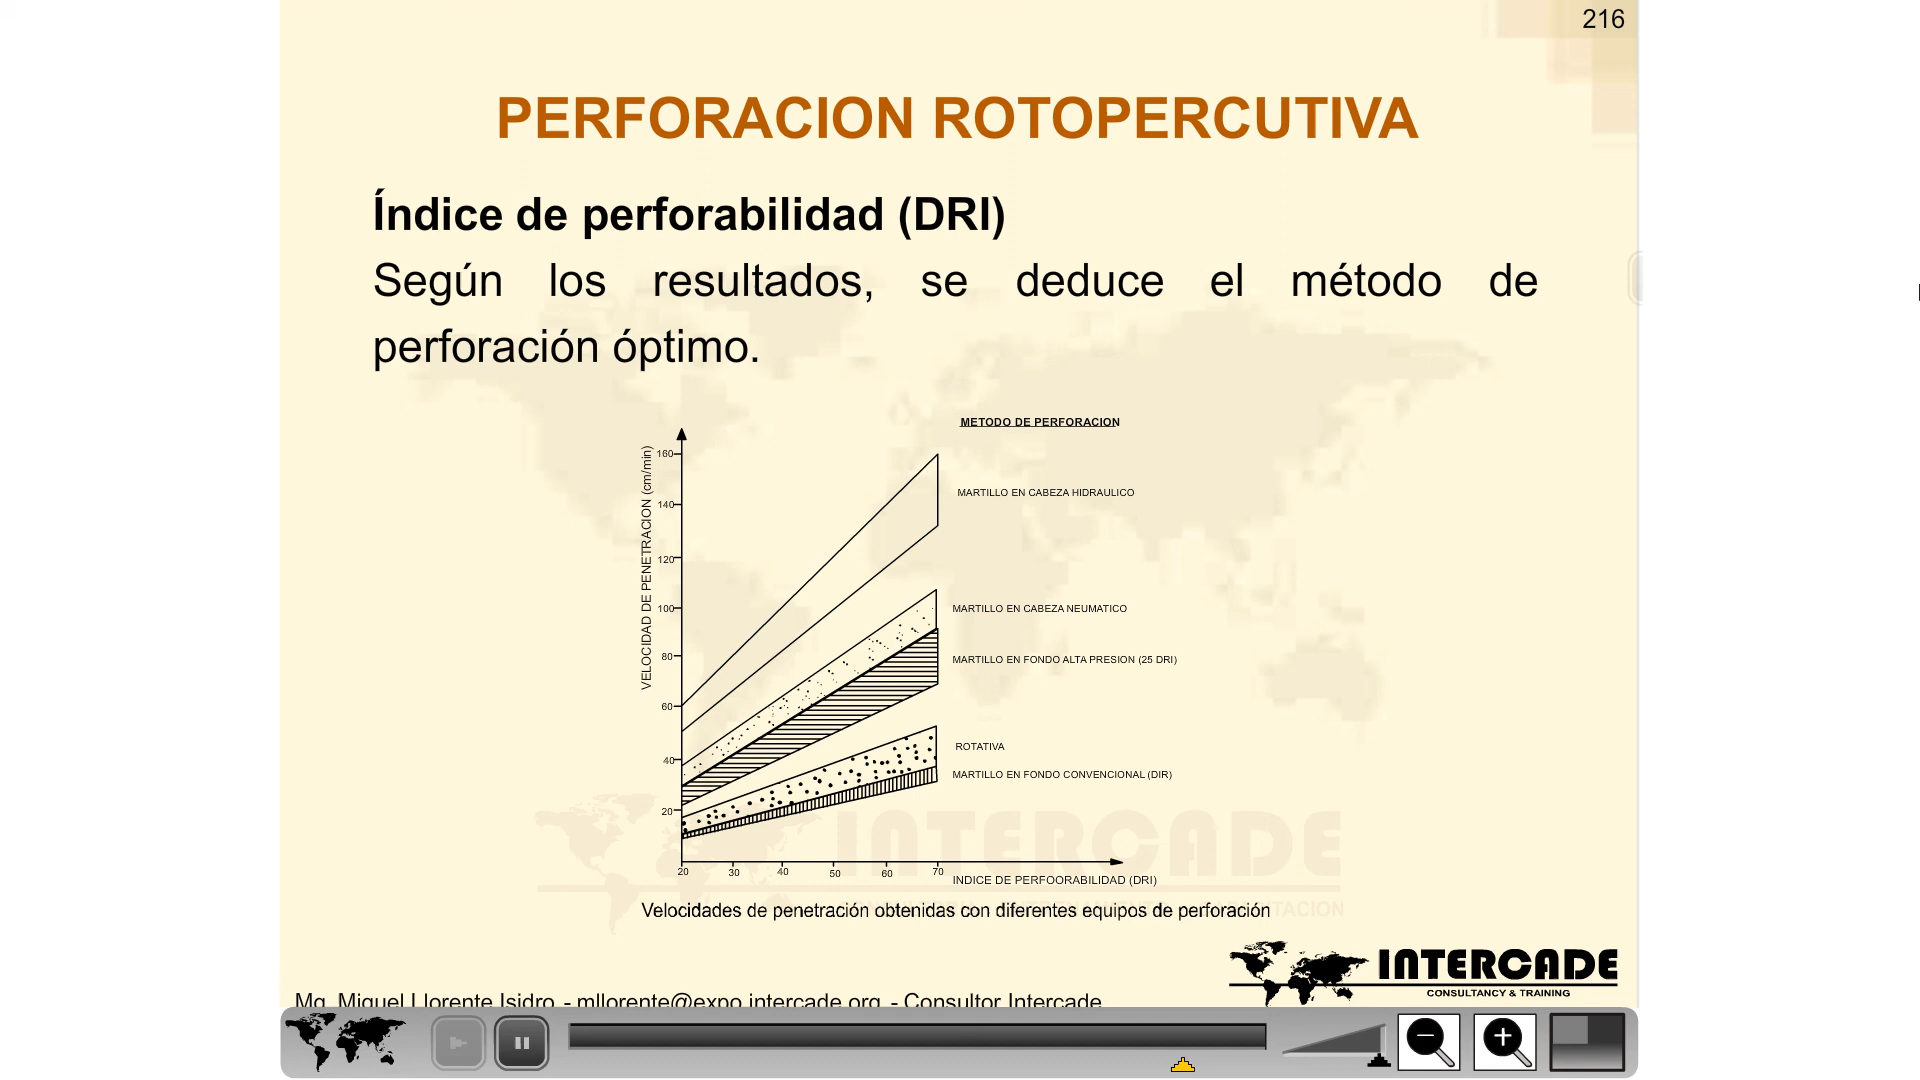 216
PERFORACION ROTOPERCUTIVA
Índice de perforabilidad (DRI)
Según los resultados, se deduce el método de
perforación óptimo.
METODO DE PERFORACION
VELOCIDAD DE PENETRACION (cm/min)
160
140
120
100
80
60
40
20
MARTILLO EN CABEZA HIDRAULICO
MARTILLO EN CABEZA NEUMATICO
MARTILLO EN FONDO ALTA PRESION (25 DRI)
ROTATIVA
MARTILLO EN FONDO CONVENCIONAL (DIR)
20 30 40 50 60 70
INDICE DE PERFOORABILIDAD (DRI)
INTERCADE
Velocidades de penetración obtenidas con diferentes equipos de perforación
INTERCADE
CONSULTANCY & TRAINING
Mg. Miguel Llorente Isidro - mllorente@expo.intercade.org - Consultor Intercade